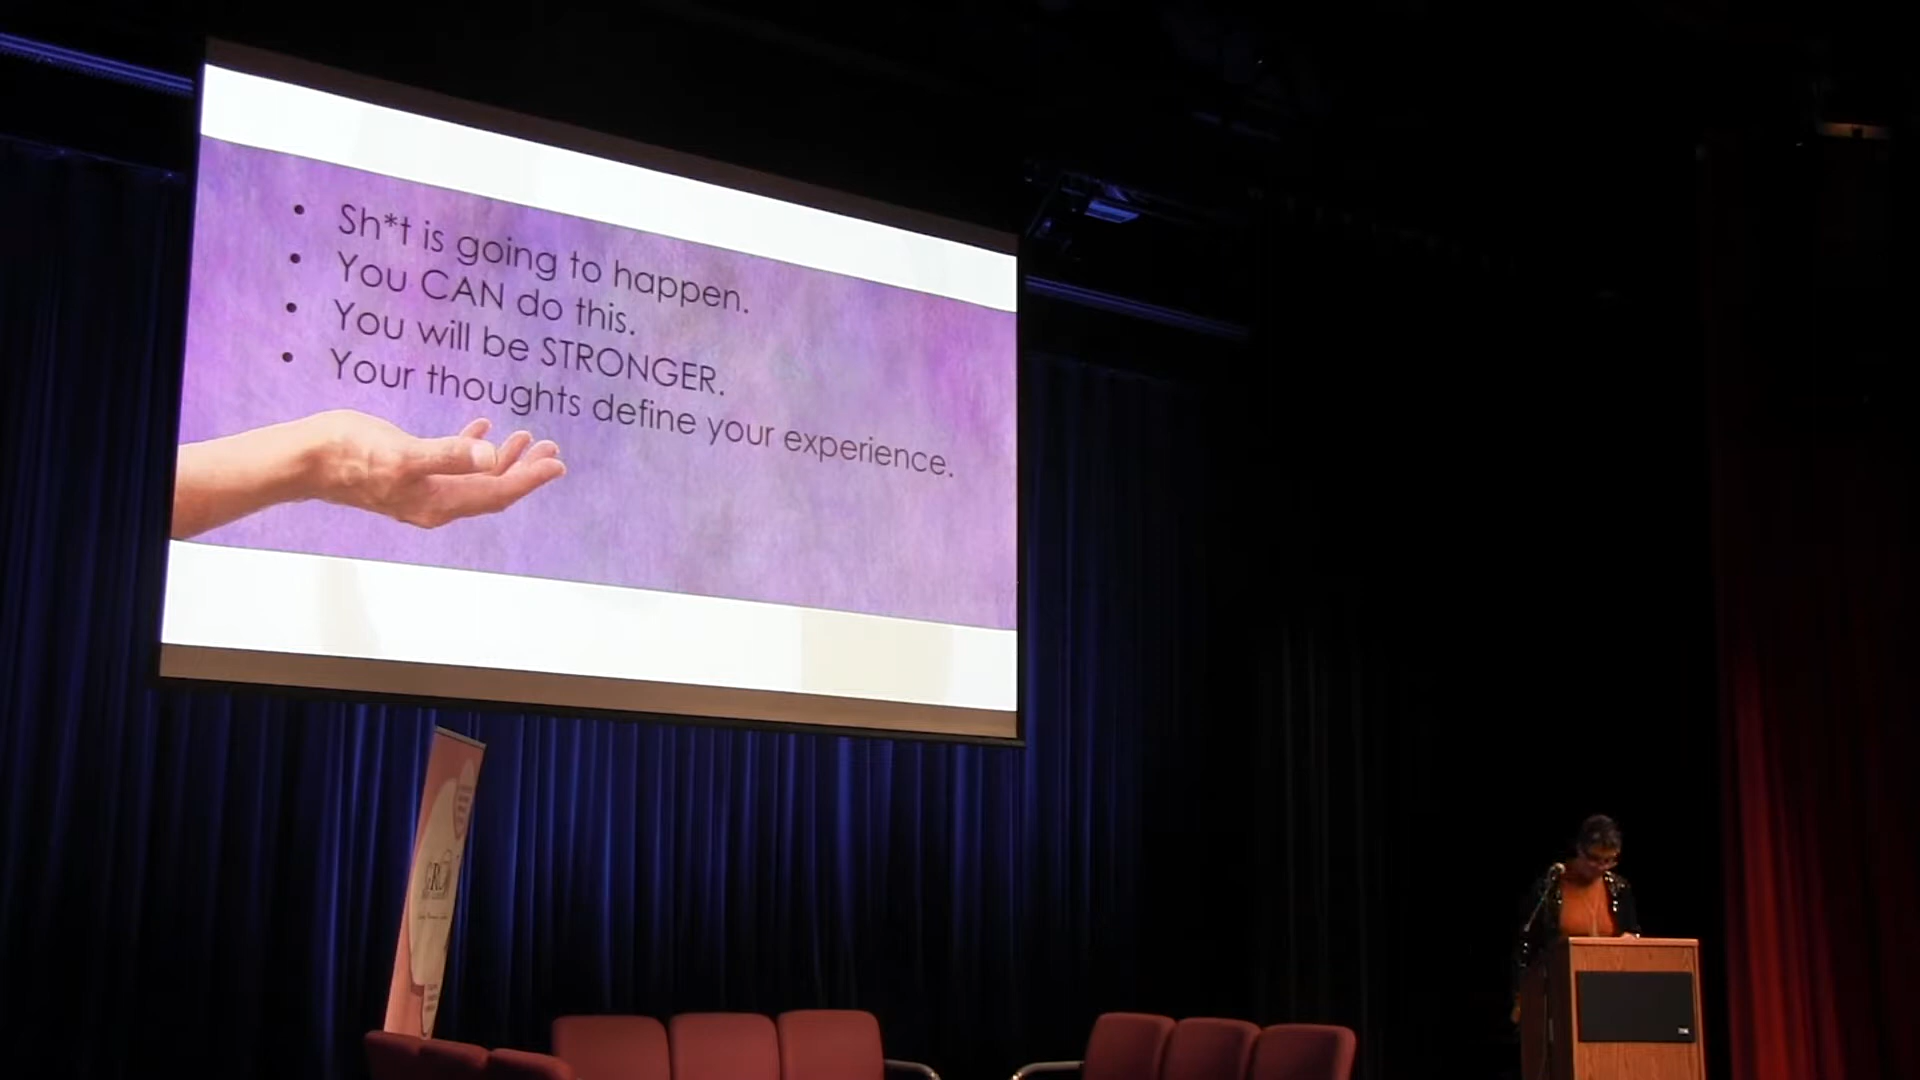 • Sh*t is going to happen.
• You CAN do this.
• You will be STRONGER.
• Your thoughts define your experience.